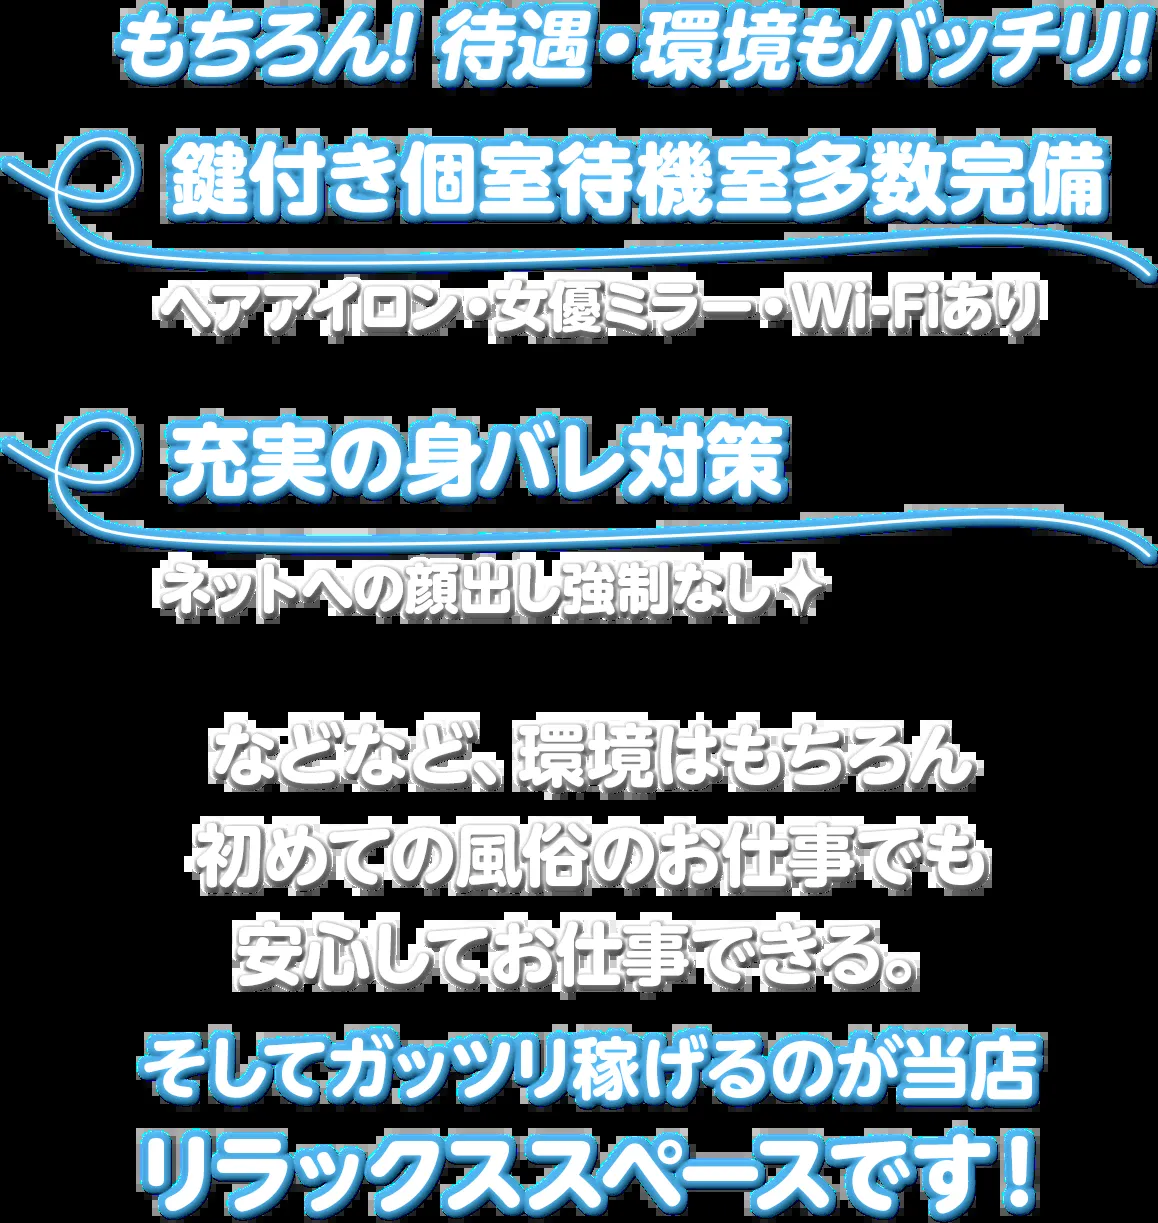 もちろん! 待遇・環境もバッチリ!
鍵付き個室待機室多数完備
ヘアアイロン・女優ミラー・Wi-Fiあり
充実の身バレ対策
ネットへの顔出し強制なし✦
などなど、環境はもちろん
初めての風俗のお仕事でも
安心してお仕事できる。
そしてガッツリ稼げるのが当店
リラックススペースです!